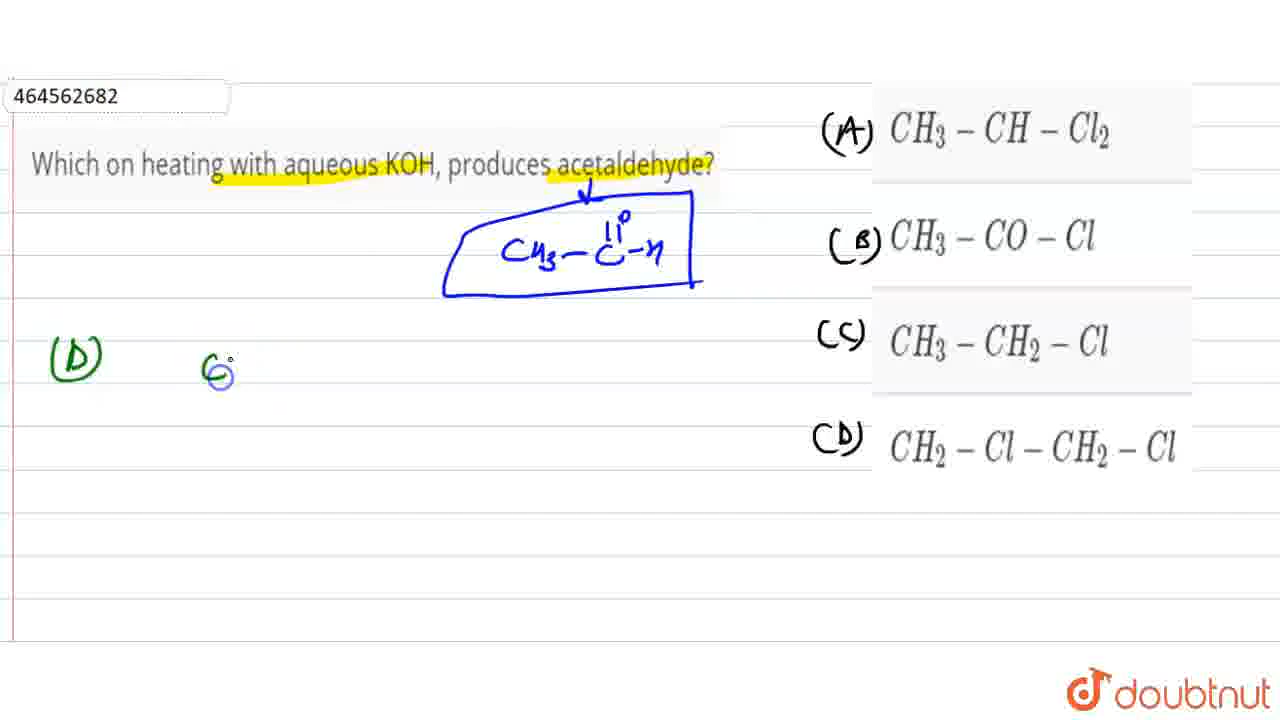 464562682
Which on heating with aqueous KOH, produces acetaldehyde?
O
CH3 – C – H
(A) CH3 – CH – Cl2
(B) CH3 – CO – Cl
(C) CH3 – CH2 – Cl
(D) CH2 – Cl – CH2 – Cl
(D) C
doubtnut